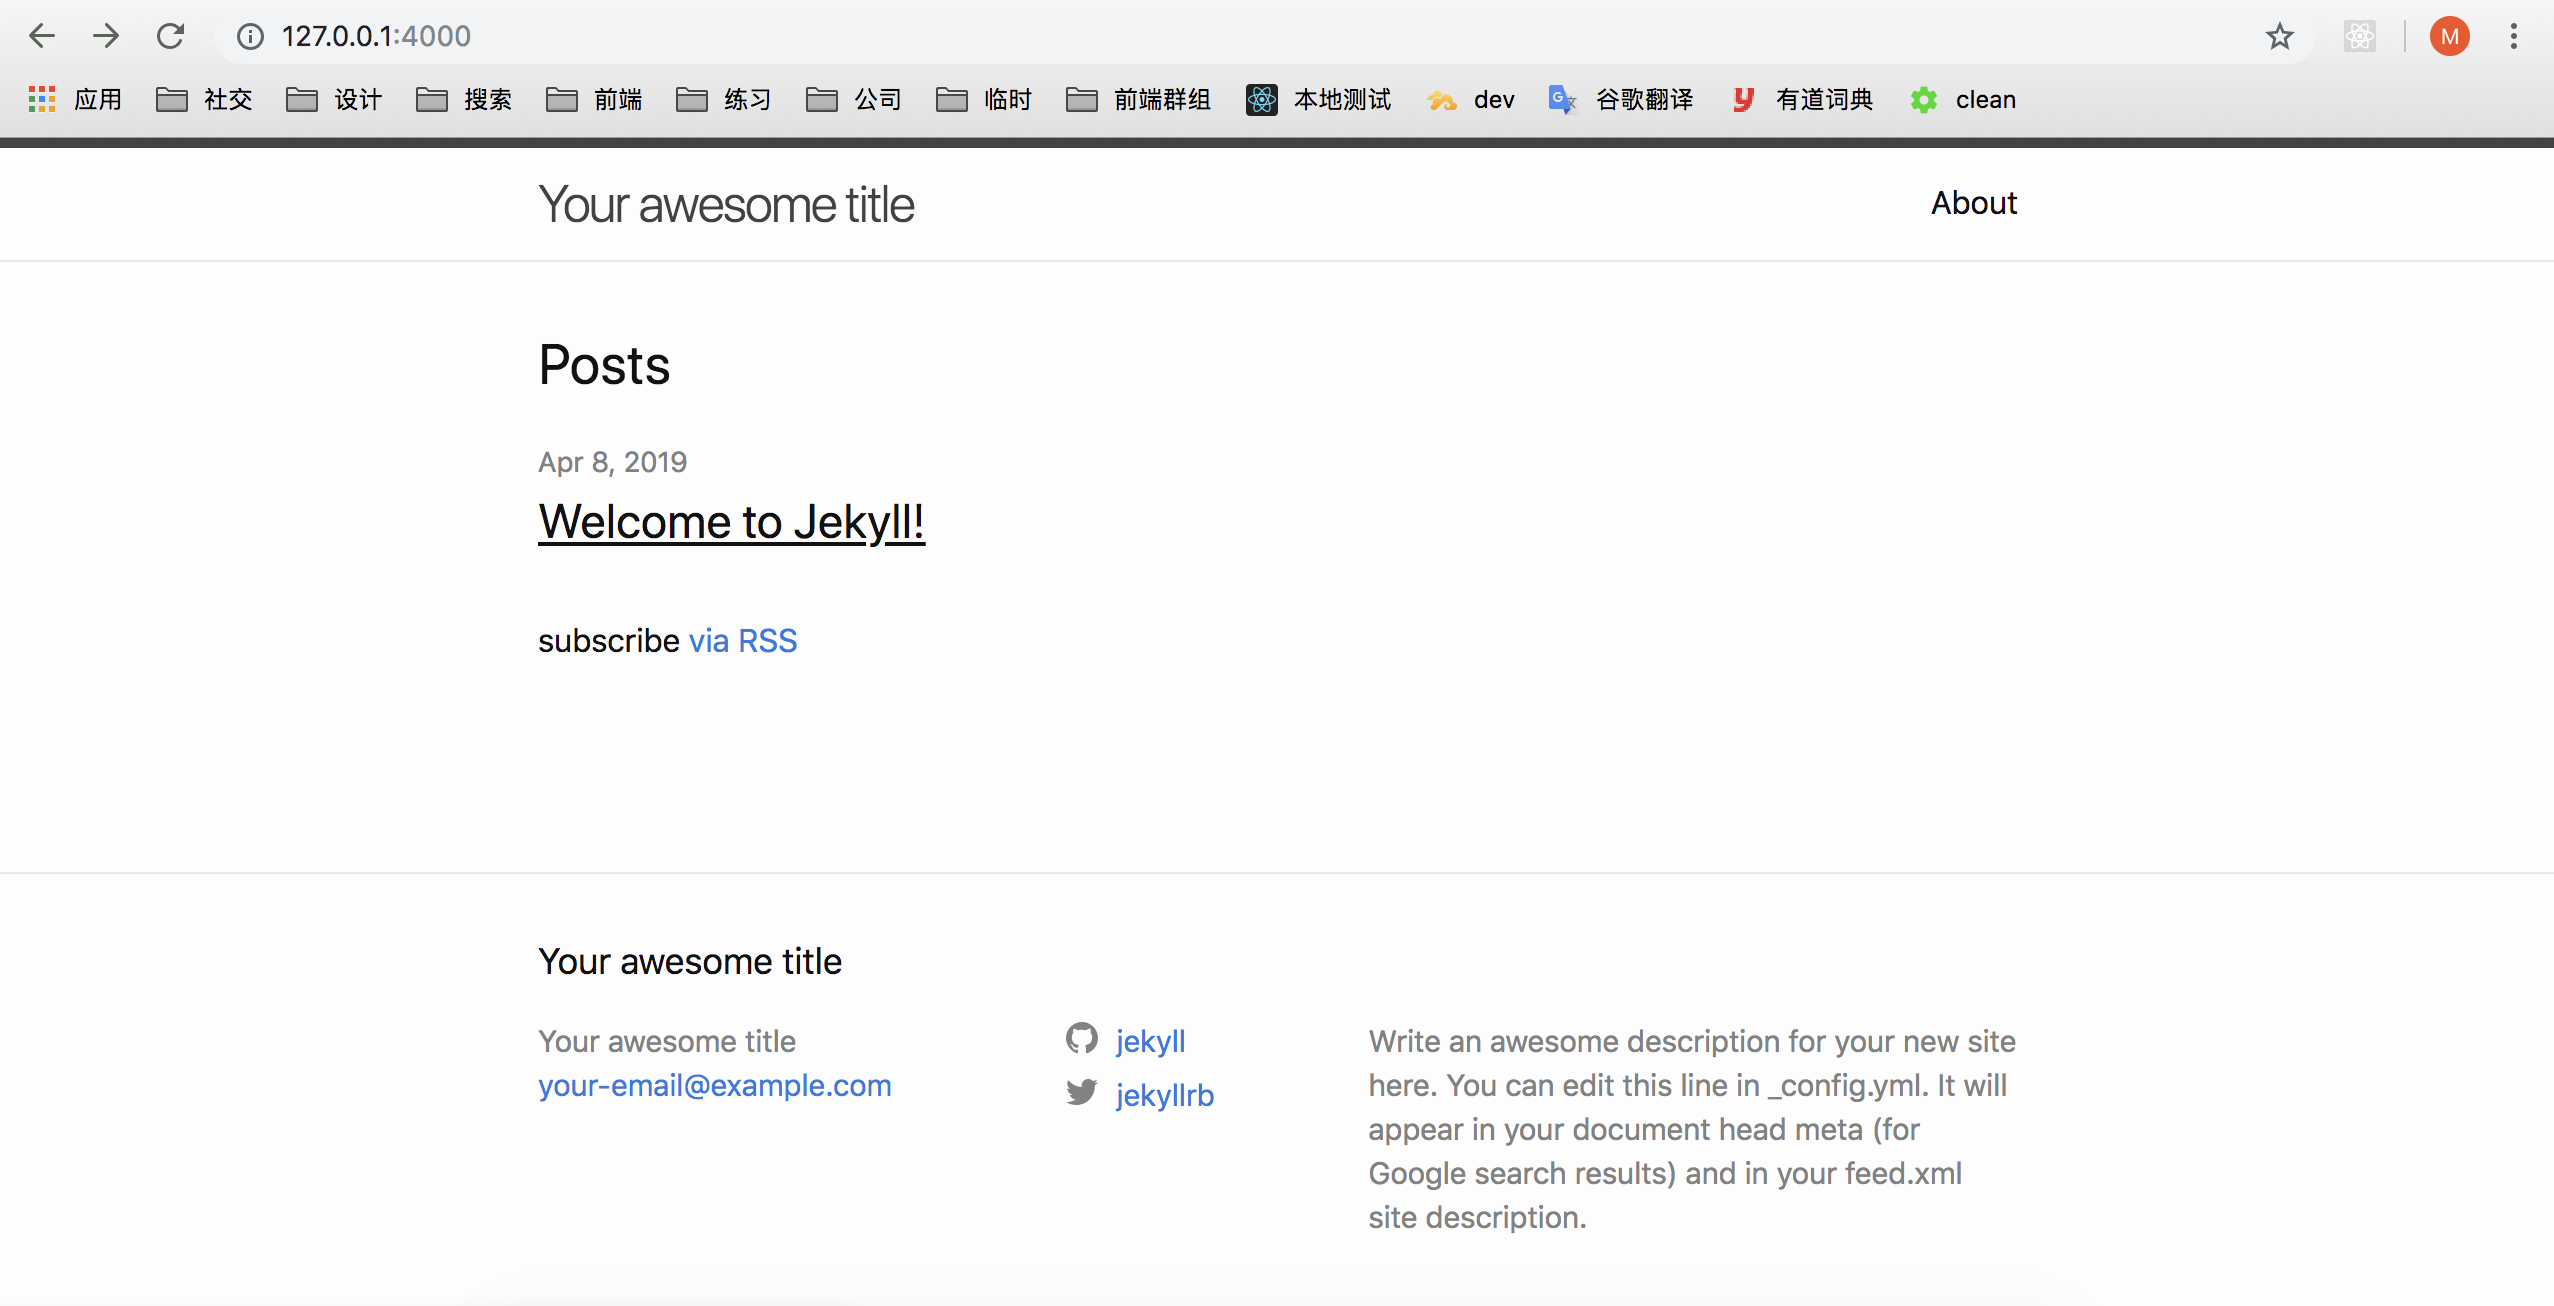 127.0.0.1:4000
M
应用 社交 设计 搜索 前端 练习 公司 临时 前端群组 本地测试 dev 谷歌翻译 有道词典 clean
Your awesome title
About
Posts
Apr 8, 2019
Welcome to Jekyll!
subscribe via RSS
Your awesome title
Your awesome title
your-email@example.com
jekyll
jekyllrb
Write an awesome description for your new site
here. You can edit this line in _config.yml. It will
appear in your document head meta (for
Google search results) and in your feed.xml
site description.